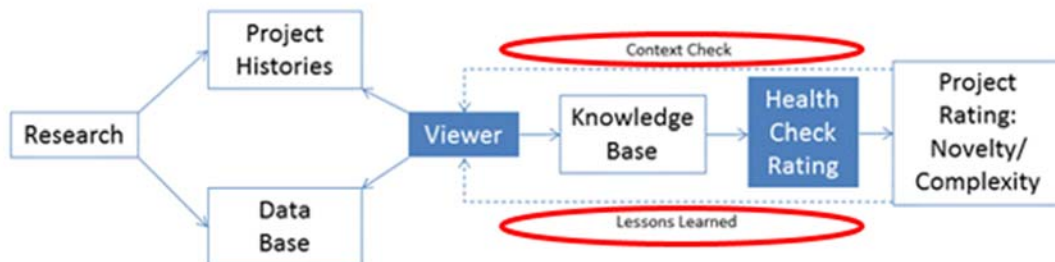 Project
Histories
Context Check
Research
Viewer
Knowledge
Base
Health
Check
Rating
Project
Rating:
Novelty/
Complexity
Data
Base
Lessons Learned